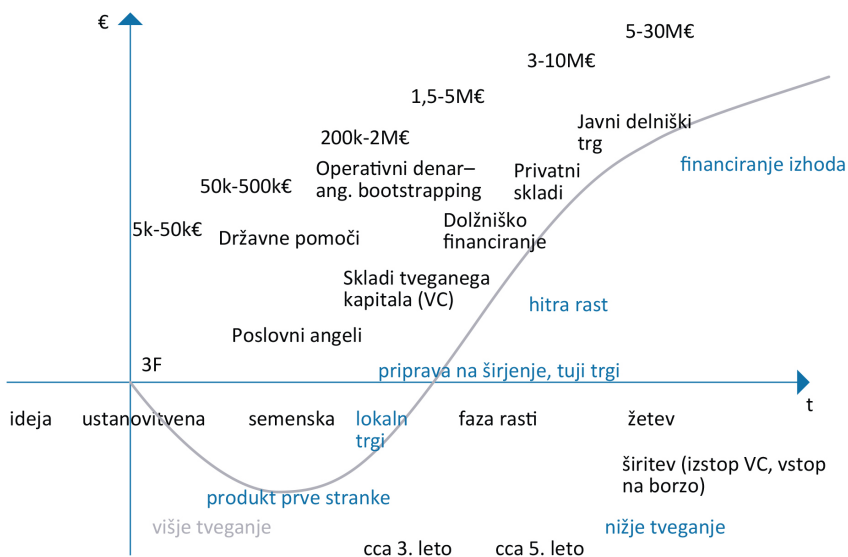 €
5-30M€
3-10M€
1,5-5M€
Javni delniški
trg
200k-2M€
financiranje izhoda
Operativni denar–
ang. bootstrapping
Privatni
skladi
50k-500k€
5k-50k€
Državne pomoči
Dolžniško
financiranje
Skladi tveganega
kapitala (VC)
hitra rast
Poslovni angeli
3F
priprava na širjenje, tuji trgi
t
ideja
ustanovitvena
semenska
lokaln
trgi
faza rasti
žetev
širitev (izstop VC, vstop
na borzo)
produkt prve stranke
višje tveganje
nižje tveganje
cca 3. leto
cca 5. leto